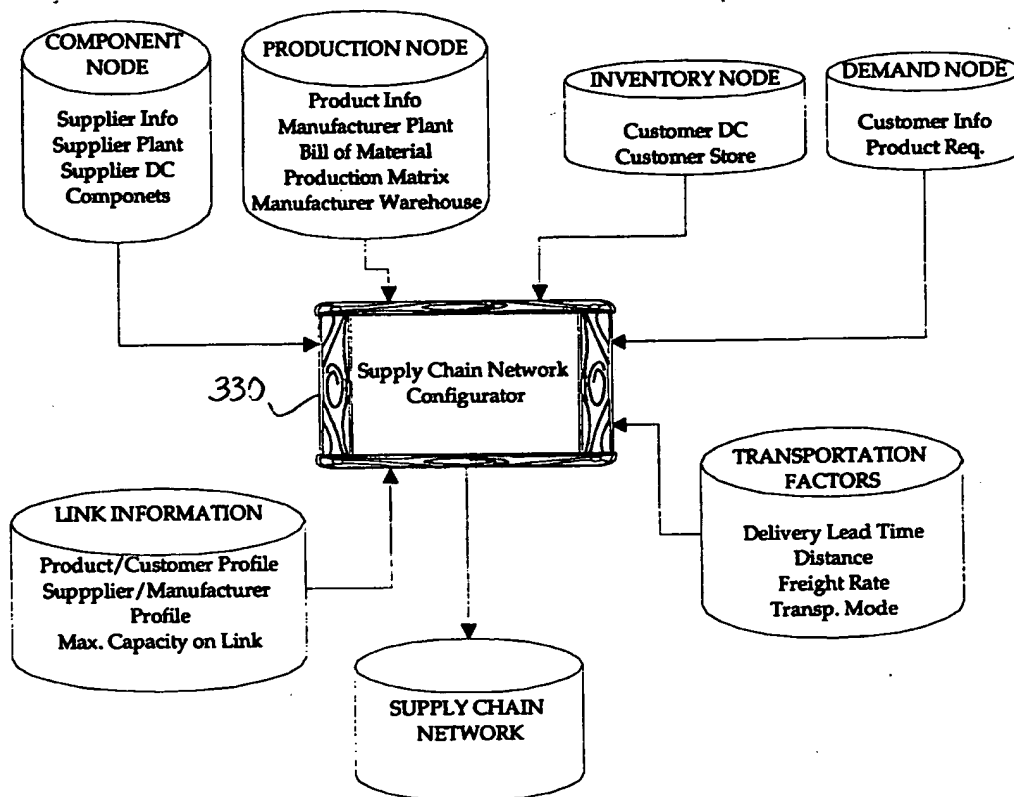 COMPONENT
NODE
Supplier Info
Supplier Plant
Supplier DC
Componets
PRODUCTION NODE
Product Info
Manufacturer Plant
Bill of Material
Production Matrix
Manufacturer Warehouse
INVENTORY NODE
Customer DC
Customer Store
DEMAND NODE
Customer Info
Product Req.
330
Supply Chain Network
Configurator
LINK INFORMATION
Product/Customer Profile
Suppplier/Manufacturer
Profile
Max. Capacity on Link
TRANSPORTATION
FACTORS
Delivery Lead Time
Distance
Freight Rate
Transp. Mode
SUPPLY CHAIN
NETWORK